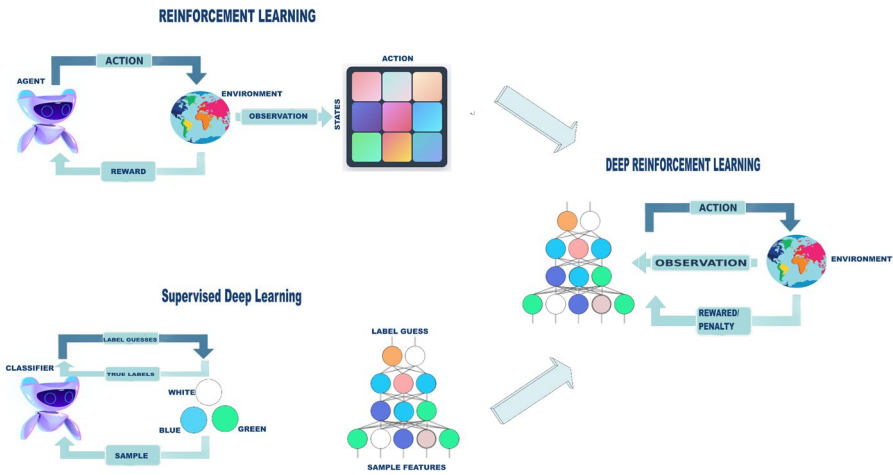 REINFORCEMENT LEARNING
ACTION
AGENT
ENVIRONMENT
OBSERVATION
REWARD
ACTION
STATES
DEEP REINFORCEMENT LEARNING
ACTION
OBSERVATION
ENVIRONMENT
REWARED/
PENALTY
Supervised Deep Learning
LABEL GUESSES
CLASSIFIER
TRUE LABELS
WHITE
BLUE
GREEN
SAMPLE
LABEL GUESS
SAMPLE FEATURES